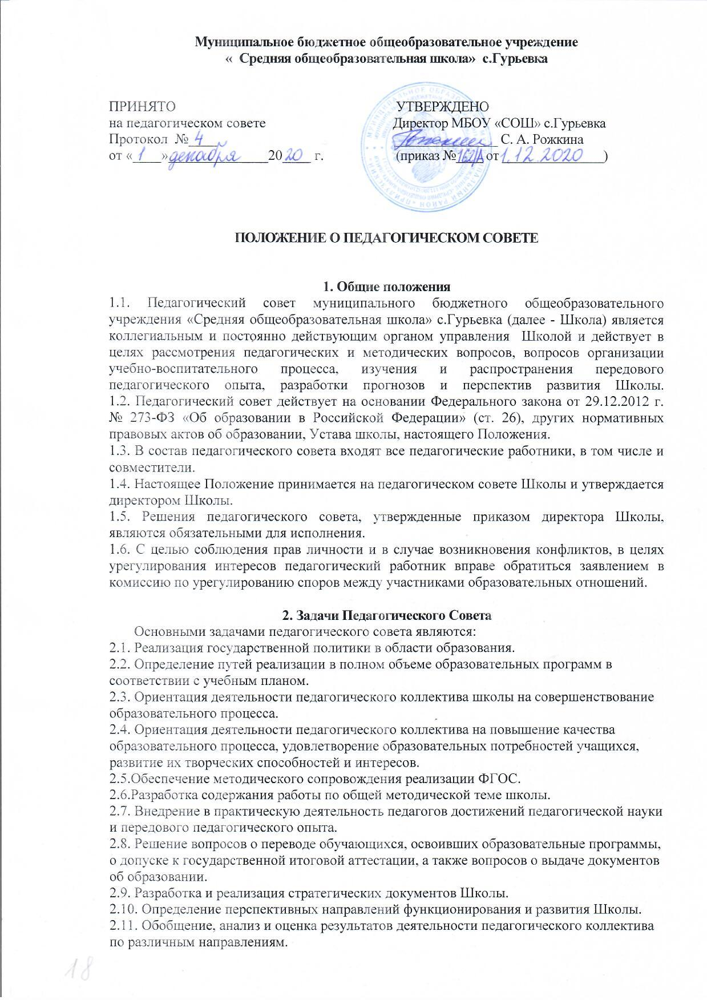 Муниципальное бюджетное общеобразовательное учреждение
« Средняя общеобразовательная школа» с.Гурьевка
ПРИНЯТО
на педагогическом совете
Протокол № 4
от « 1 » декабря 2020 г.
УТВЕРЖДЕНО
Директор МБОУ «СОШ» с.Гурьевка
С. А. Рожкина
(приказ № 162/А от 1.12.2020 )
ПОЛОЖЕНИЕ О ПЕДАГОГИЧЕСКОМ СОВЕТЕ
1. Общие положения
1.1. Педагогический совет муниципального бюджетного общеобразовательного
учреждения «Средняя общеобразовательная школа» с.Гурьевка (далее - Школа) является
коллегиальным и постоянно действующим органом управления Школой и действует в
целях рассмотрения педагогических и методических вопросов, вопросов организации
учебно-воспитательного процесса, изучения и распространения передового
педагогического опыта, разработки прогнозов и перспектив развития Школы.
1.2. Педагогический совет действует на основании Федерального закона от 29.12.2012 г.
№ 273-ФЗ «Об образовании в Российской Федерации» (ст. 26), других нормативных
правовых актов об образовании, Устава школы, настоящего Положения.
1.3. В состав педагогического совета входят все педагогические работники, в том числе и
совместители.
1.4. Настоящее Положение принимается на педагогическом совете Школы и утверждается
директором Школы.
1.5. Решения педагогического совета, утвержденные приказом директора Школы,
являются обязательными для исполнения.
1.6. С целью соблюдения прав личности и в случае возникновения конфликтов, в целях
урегулирования интересов педагогический работник вправе обратиться заявлением в
комиссию по урегулированию споров между участниками образовательных отношений.
2. Задачи Педагогического Совета
Основными задачами педагогического совета являются:
2.1. Реализация государственной политики в области образования.
2.2. Определение путей реализации в полном объеме образовательных программ в
соответствии с учебным планом.
2.3. Ориентация деятельности педагогического коллектива школы на совершенствование
образовательного процесса.
2.4. Ориентация деятельности педагогического коллектива на повышение качества
образовательного процесса, удовлетворение образовательных потребностей учащихся,
развитие их творческих способностей и интересов.
2.5.Обеспечение методического сопровождения реализации ФГОС.
2.6.Разработка содержания работы по общей методической теме школы.
2.7. Внедрение в практическую деятельность педагогов достижений педагогической науки
и передового педагогического опыта.
2.8. Решение вопросов о переводе обучающихся, освоивших образовательные программы,
о допуске к государственной итоговой аттестации, а также вопросов о выдаче документов
об образовании.
2.9. Разработка и реализация стратегических документов Школы.
2.10. Определение перспективных направлений функционирования и развития Школы.
2.11. Обобщение, анализ и оценка результатов деятельности педагогического коллектива
по различным направлениям.
18